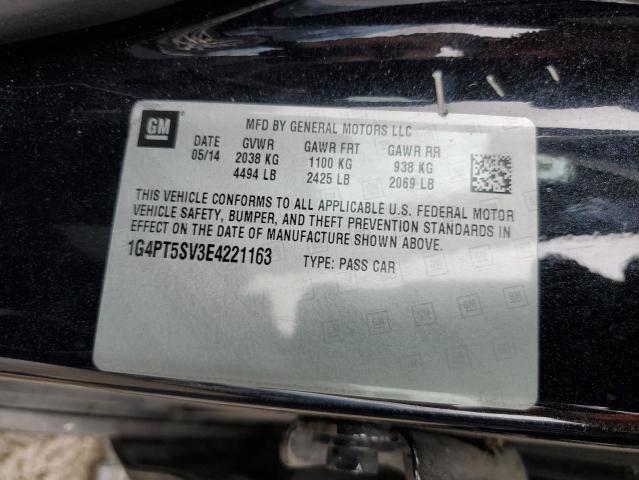 GM
MFD BY GENERAL MOTORS LLC
DATE GVWR GAWR FRT GAWR RR
05/14 2038 KG 1100 KG 938 KG
4494 LB 2425 LB 2069 LB
THIS VEHICLE CONFORMS TO ALL APPLICABLE U.S. FEDERAL MOTOR
VEHICLE SAFETY, BUMPER, AND THEFT PREVENTION STANDARDS IN
EFFECT ON THE DATE OF MANUFACTURE SHOWN ABOVE.
1G4PT5SV3E4221163 TYPE: PASS CAR